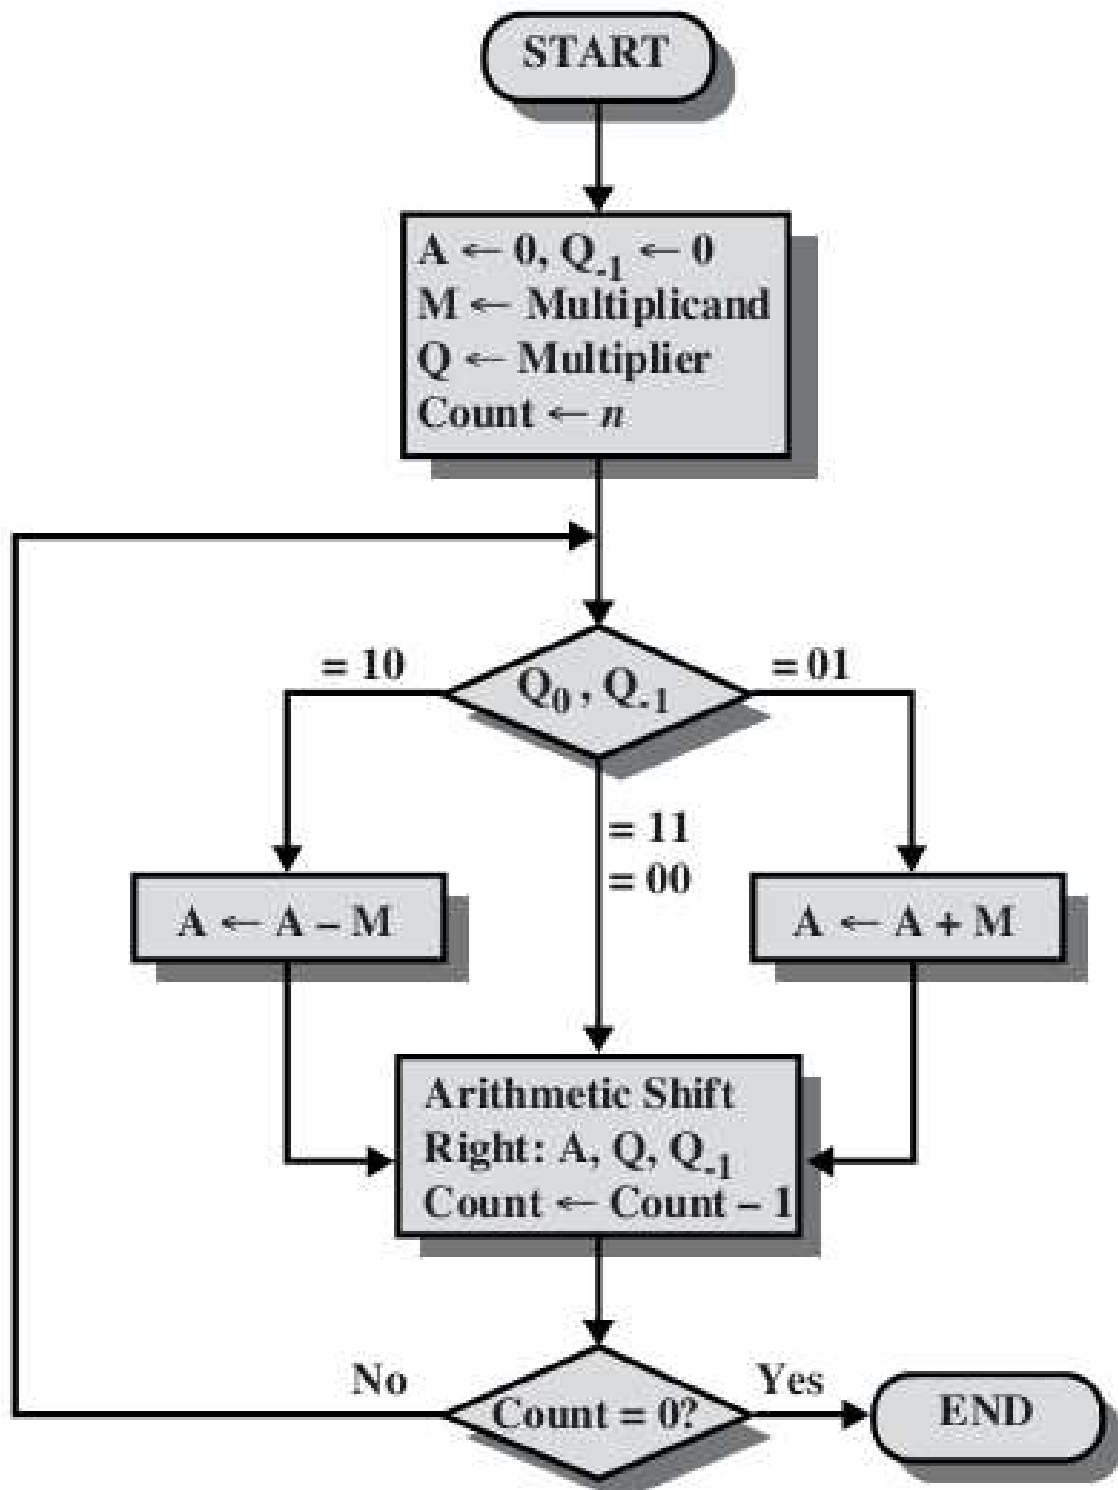 START
A ← 0, Q-1 ← 0
M ← Multiplicand
Q ← Multiplier
Count ← n
= 10
Q0 , Q-1
= 01
= 11
= 00
A ← A – M
A ← A + M
Arithmetic Shift
Right: A, Q, Q-1
Count ← Count – 1
No
Count = 0?
Yes
END